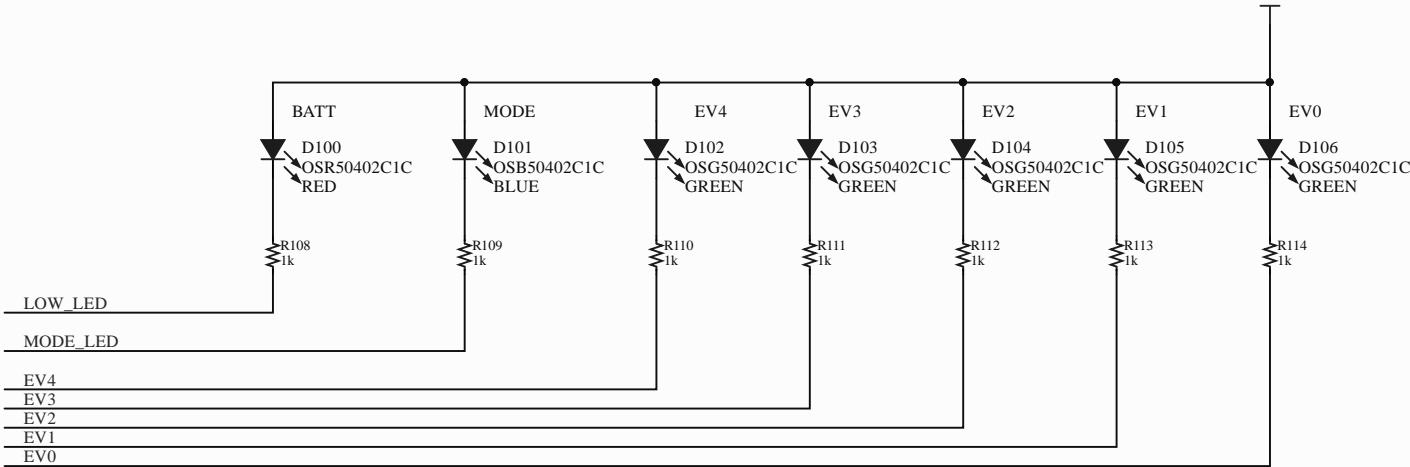 BATT
MODE
EV4
EV3
EV2
EV1
EV0
D100
OSR50402C1C
RED
D101
OSB50402C1C
BLUE
D102
OSG50402C1C
GREEN
D103
OSG50402C1C
GREEN
D104
OSG50402C1C
GREEN
D105
OSG50402C1C
GREEN
D106
OSG50402C1C
GREEN
R108
1k
R109
1k
R110
1k
R111
1k
R112
1k
R113
1k
R114
1k
LOW_LED
MODE_LED
EV4
EV3
EV2
EV1
EV0